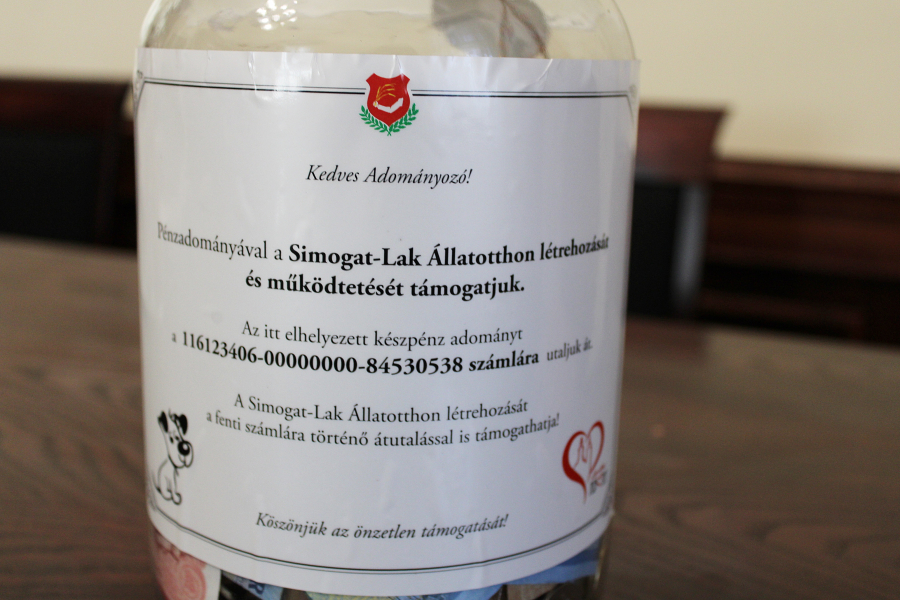 Kedves Adományozó!
Pénzadományával a Simogat-Lak Állatotthon létrehozását
és működtetését támogatjuk.
Az itt elhelyezett készpénz adományt
a 116123406-00000000-84530538 számlára utaljuk át.
A Simogat-Lak Állatotthon létrehozását
a fenti számlára történő átutalással is támogathatja!
Köszönjük az önzetlen támogatását!